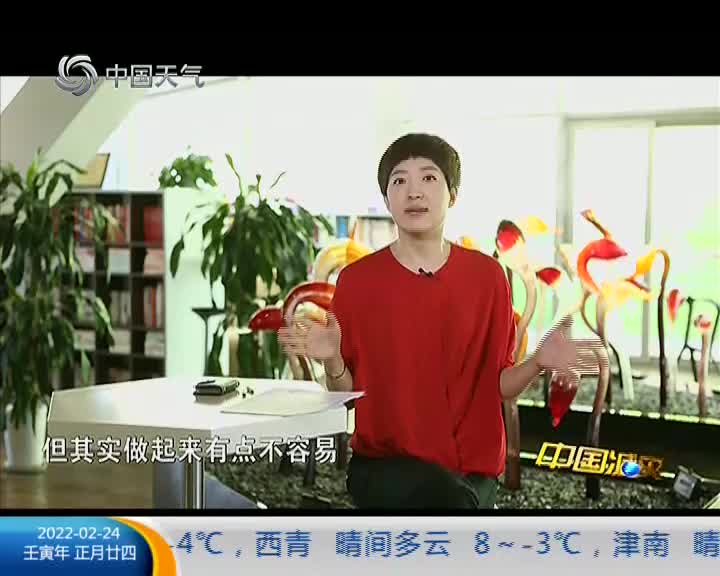 中国天气
但其实做起来有点不容易
中国减灾
2022-02-24
壬寅年 正月廿四
-4℃，西青 晴间多云 8～-3℃，津南 晴